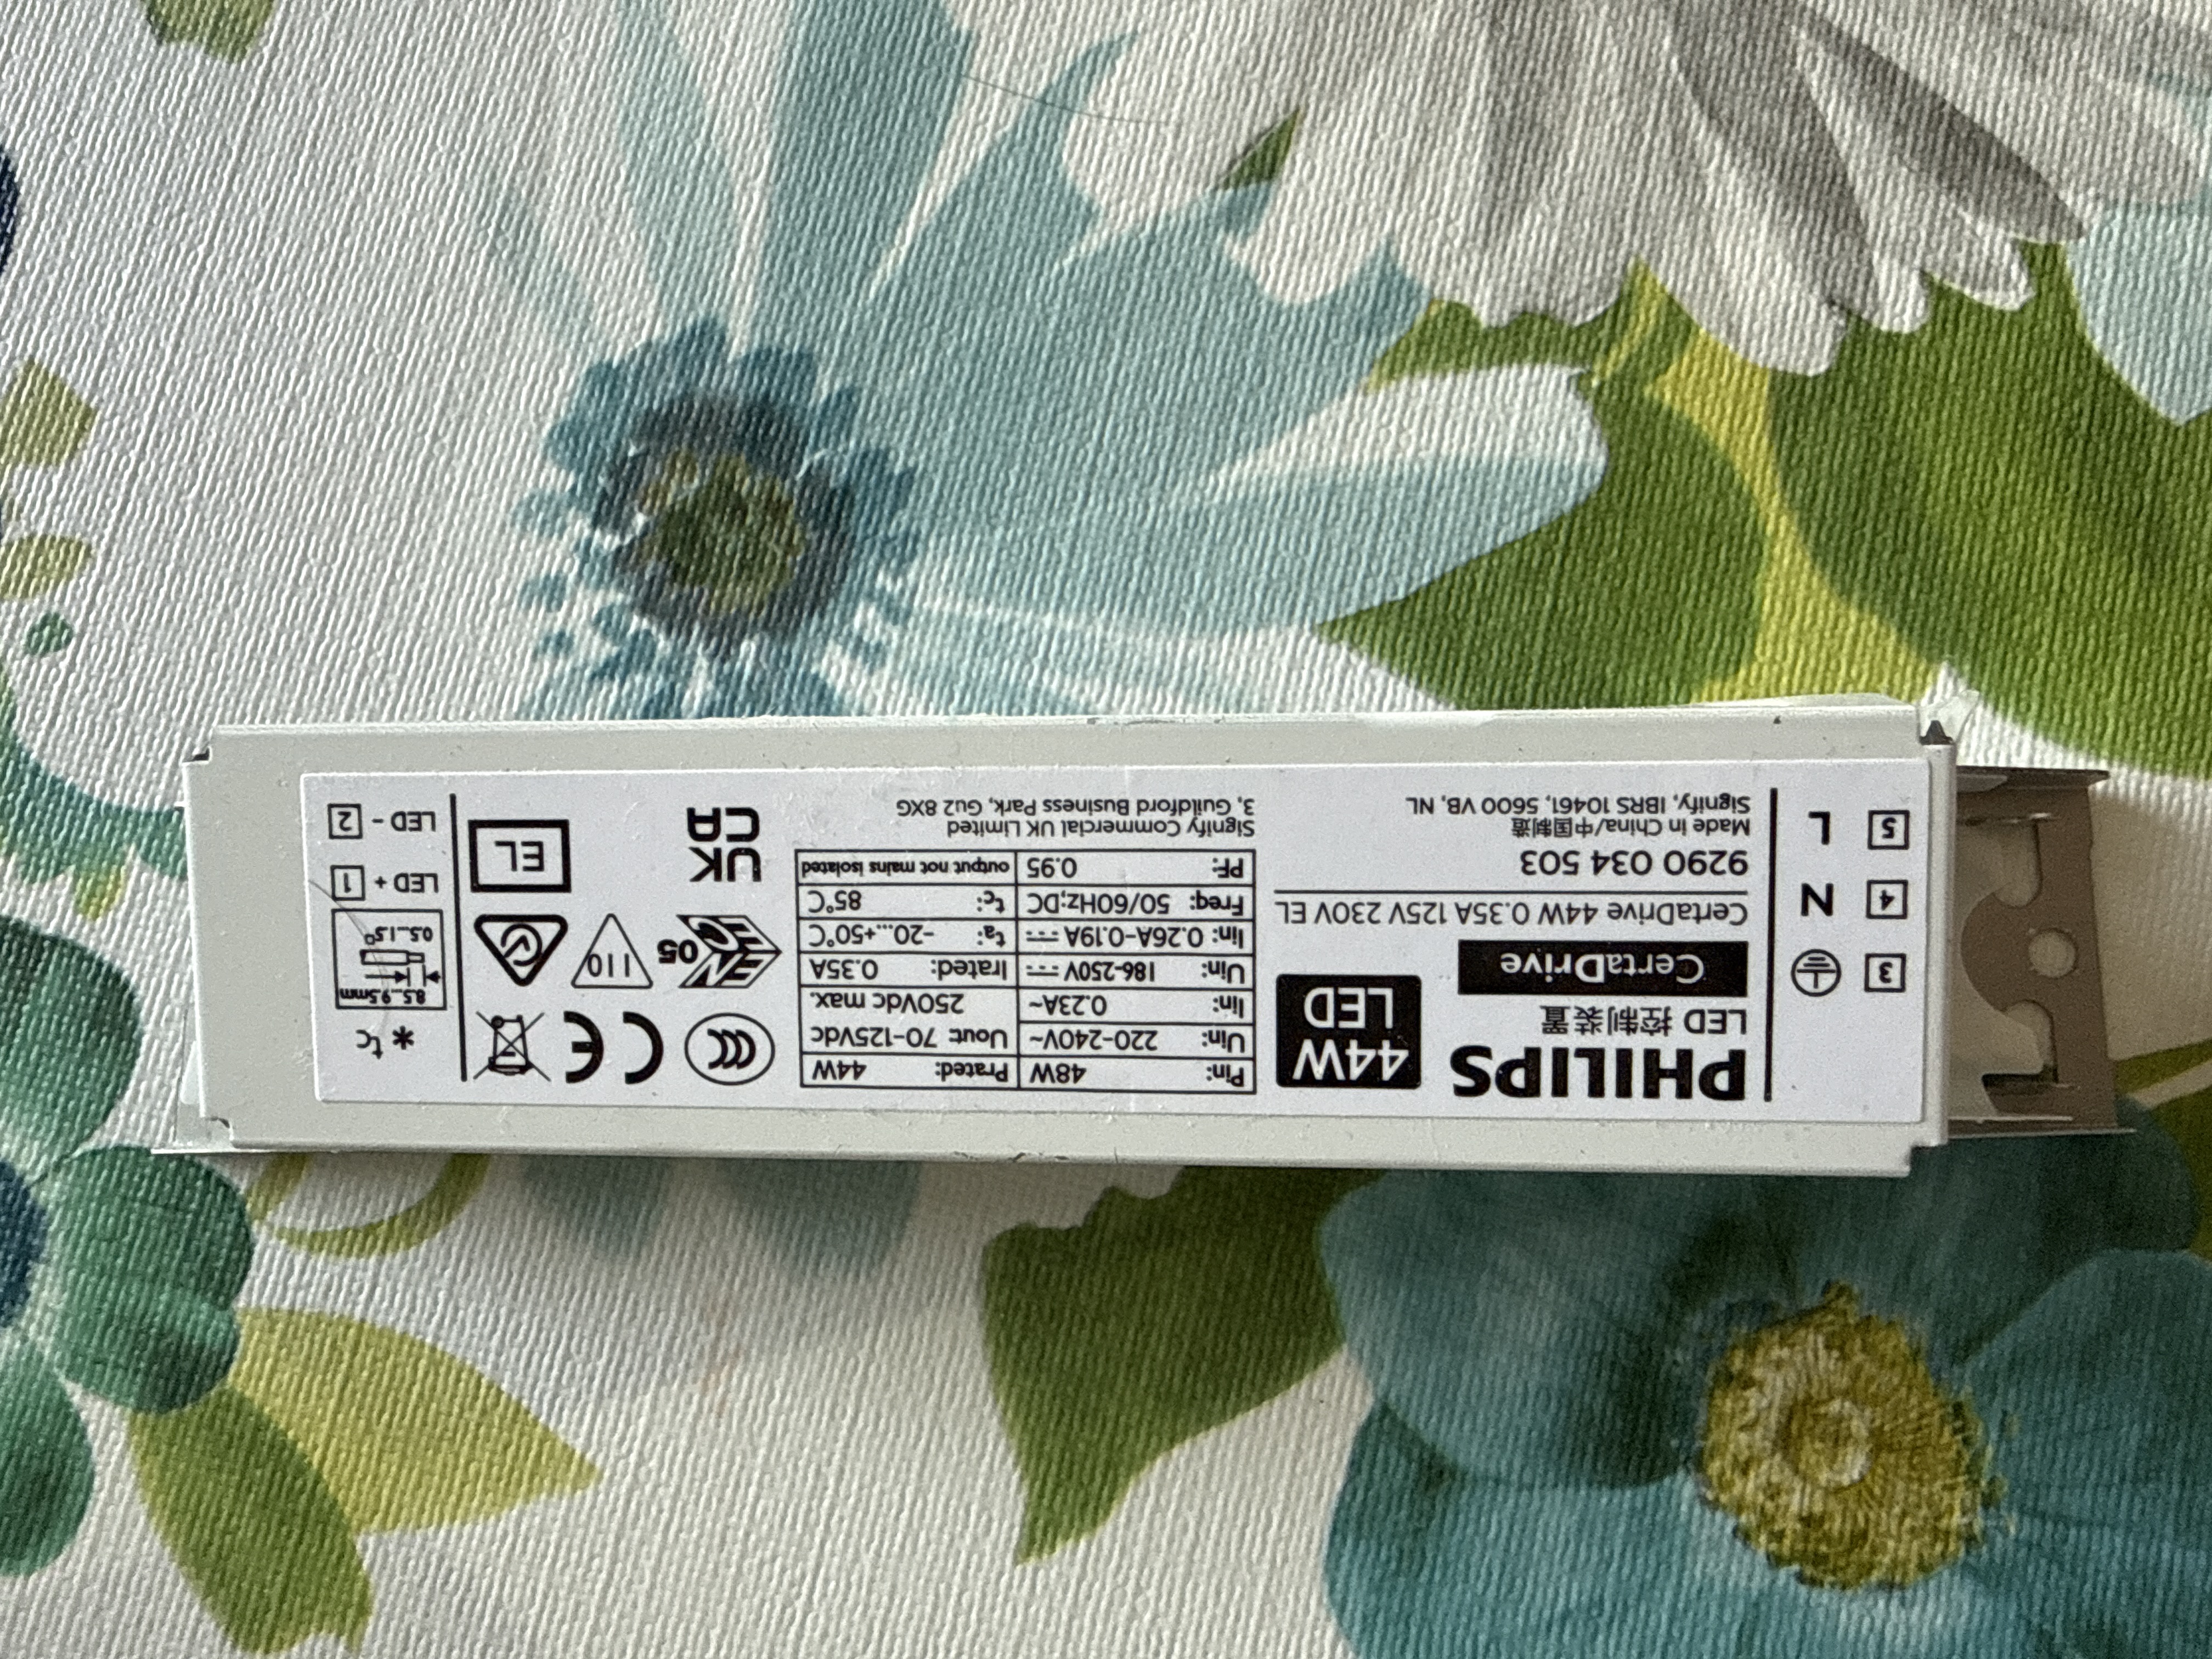 3
4 N
5 L
PHILIPS
LED 控制装置
CertaDrive
44W
LED
CertaDrive 44W 0.35A 125V 230V EL
9290 034 503
Made in China/中国制造
Signify, IBRS 10461, 5600 VB, NL
Pin: 48W Prated: 44W
Uin: 220-240V~ Uout: 70-125Vdc
Iin: 0.23A~ 250Vdc max.
Uin: 186-250V⎓ Irated: 0.35A
Iin: 0.26A-0.19A⎓ ta: -20...+50°C
Freq: 50/60Hz;DC tc: 85°C
PF: 0.95 output not mains isolated
Signify Commercial UK Limited
3, Guildford Business Park, Gu2 8XG
CCC CE
ENEC 05 110
UK
CA
EL
* tc
8.5...9.5mm
0.5...1.5²
LED + 1
LED - 2